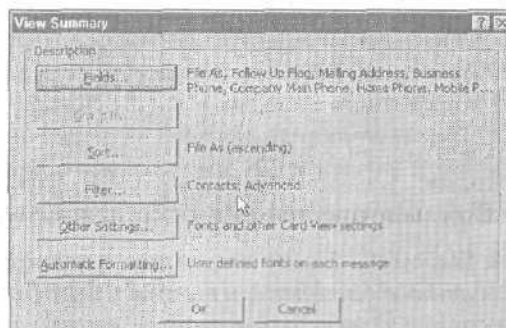 View Summary
Description
Fields...
File As, Follow Up Flag, Mailing Address, Business
Phone, Company Main Phone, Home Phone, Mobile P...
Group By...
Sort...
File As (ascending)
Filter...
Contacts: Advanced
Other Settings...
Fonts and other Card View settings
Automatic Formatting...
User defined fonts on each message
OK
Cancel